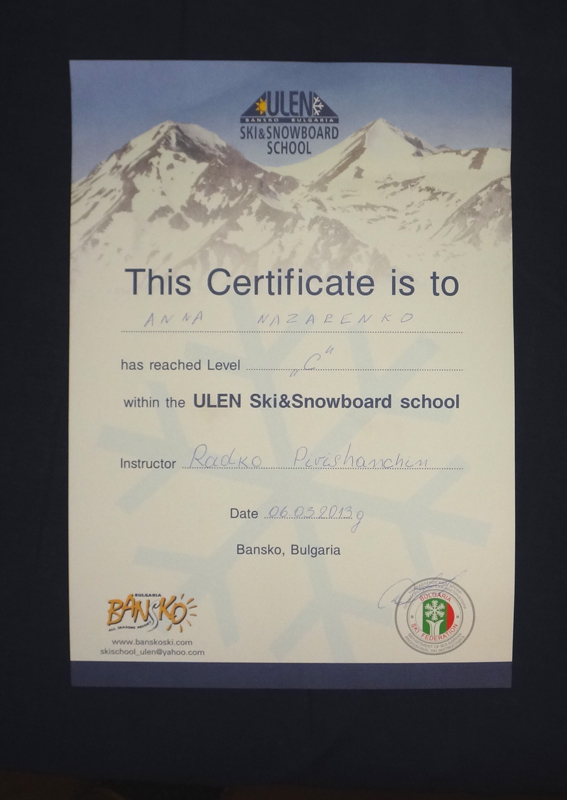 ULEN
BANSKO BULGARIA
SKI&SNOWBOARD
SCHOOL
This Certificate is to
ANNA NAZARENKO
has reached Level „C“
within the ULEN Ski&Snowboard school
Instructor Radko
Date 06.03.2013g
Bansko, Bulgaria
BULGARIA
BANSKO
www.banskoski.com
skischool_ulen@yahoo.com
BULGARIA
SKI FEDERATION